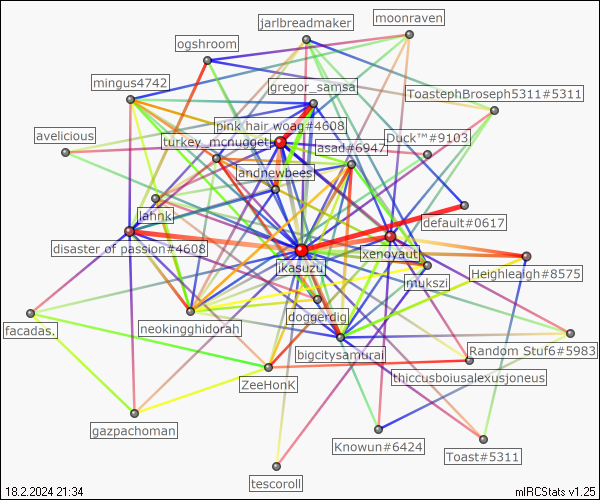 moonraven
jarlbreadmaker
ogshroom
mingus4742
gregor_samsa
ToastephBroseph5311#5311
pink hair woag#4608
avelicious
turkey_mcnugget
asad#6947
Duck™#9103
andnewbees
lahnk
default#0617
disaster of passion#4608
xenoyaut
ikasuzu
mukszi
Heighleaigh#8575
doggerdig
facadas.
neokingghidorah
bigcitysamurai
Random_Stuf6#5983
ZeeHonK
thiccusboiusalexusjoneus
gazpachoman
Knowun#6424
Toast#5311
tescoroll
18.2.2024 21:34
mIRCStats v1.25